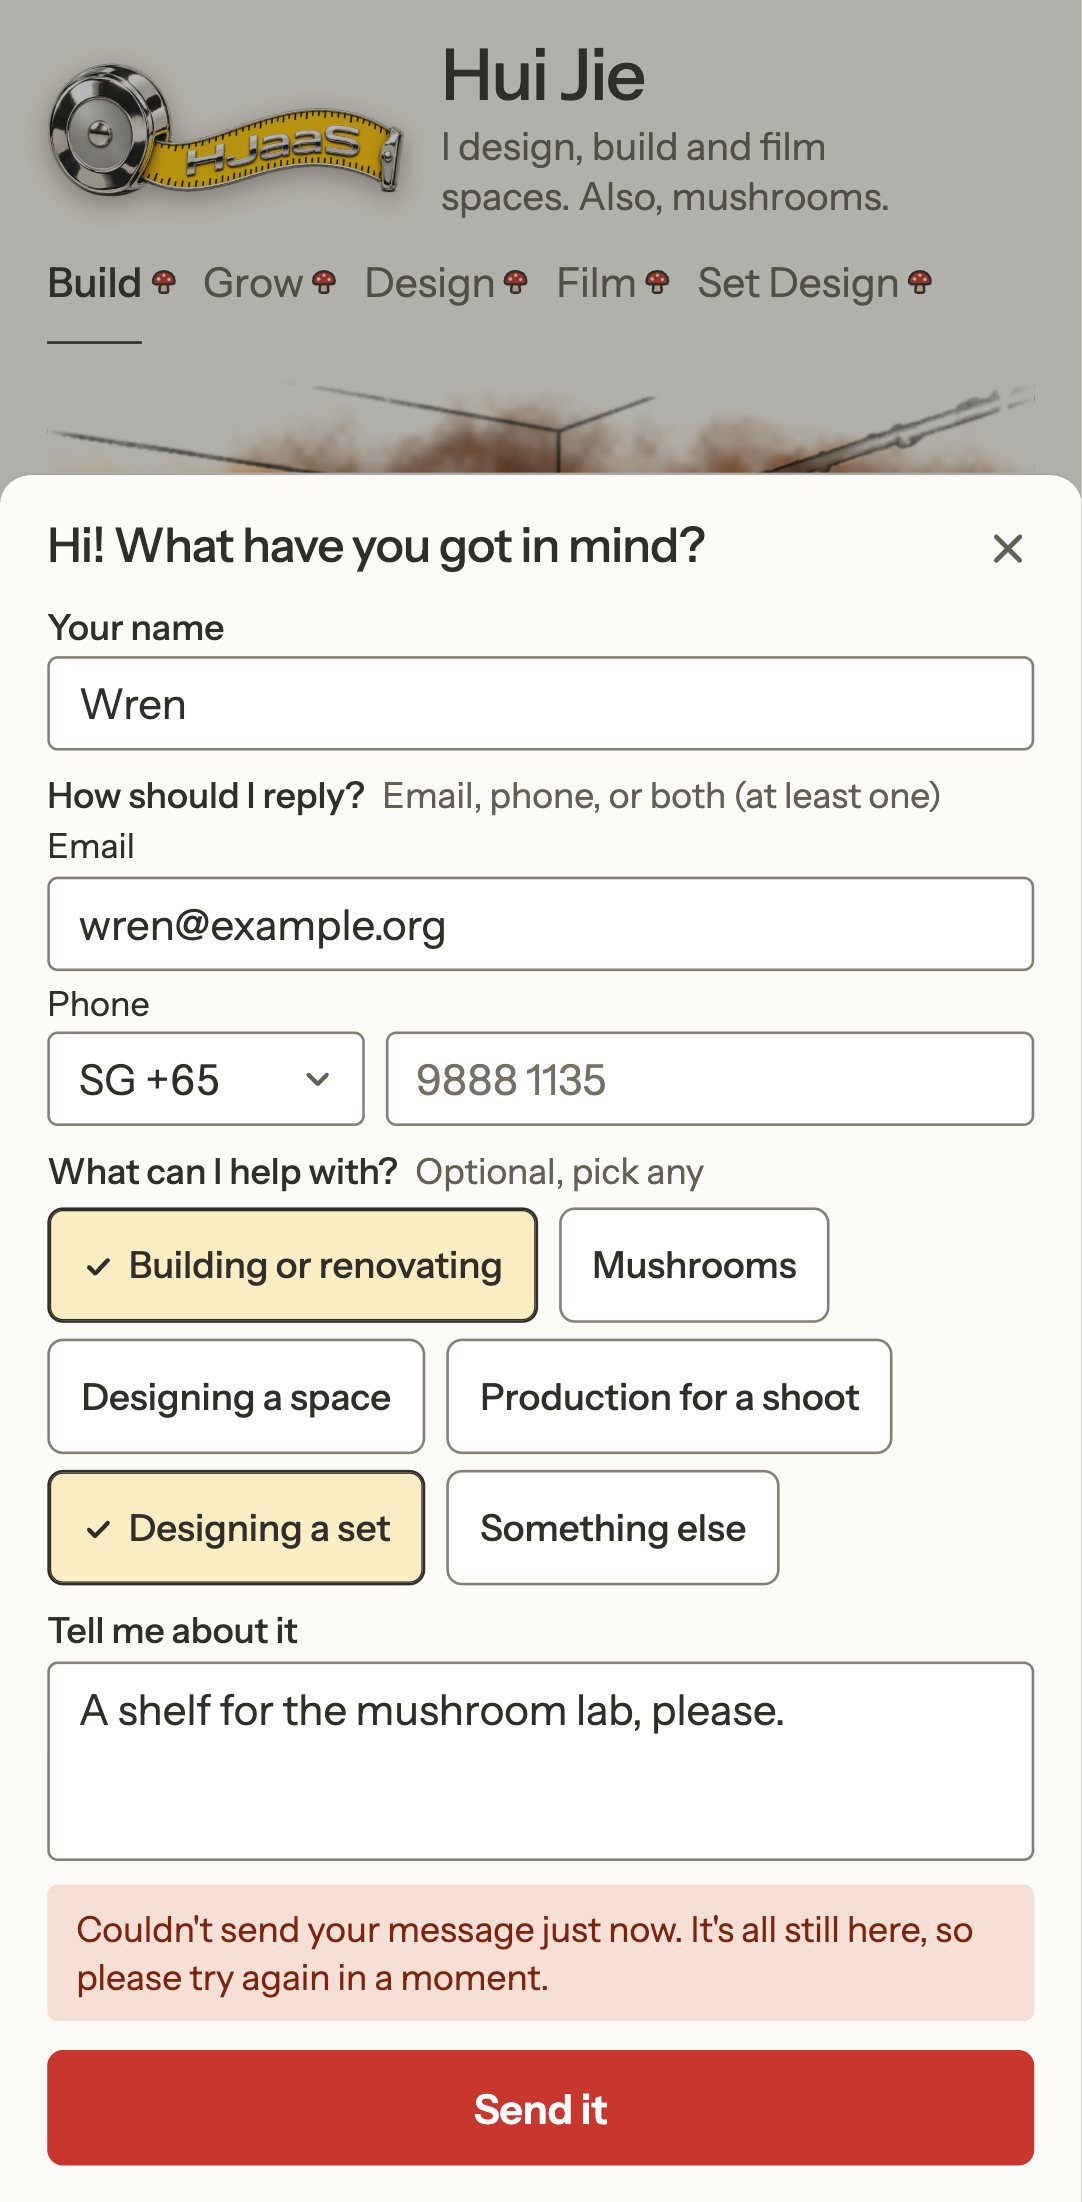 HJaaS
Hui Jie
I design, build and film
spaces. Also, mushrooms.
Build Grow Design Film Set Design
Hi! What have you got in mind?
Your name
Wren
How should I reply? Email, phone, or both (at least one)
Email
wren@example.org
Phone
SG +65 9888 1135
What can I help with? Optional, pick any
Building or renovating Mushrooms
Designing a space Production for a shoot
Designing a set Something else
Tell me about it
A shelf for the mushroom lab, please.
Couldn't send your message just now. It's all still here, so
please try again in a moment.
Send it